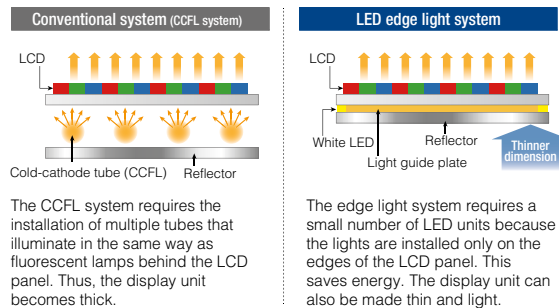 Conventional system (CCFL system)
LCD
Cold-cathode tube (CCFL)
Reflector
The CCFL system requires the
installation of multiple tubes that
illuminate in the same way as
fluorescent lamps behind the LCD
panel. Thus, the display unit
becomes thick.
LED edge light system
LCD
White LED
Reflector
Light guide plate
Thinner
dimension
The edge light system requires a
small number of LED units because
the lights are installed only on the
edges of the LCD panel. This
saves energy. The display unit can
also be made thin and light.